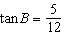 tan B = 5/12